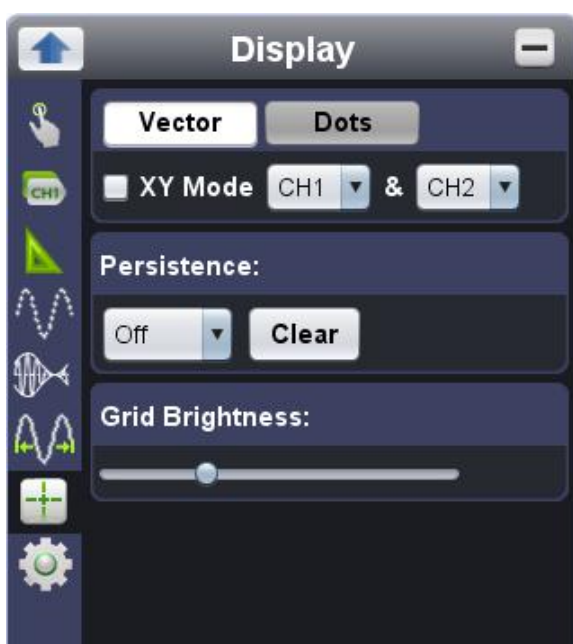 Display
Vector Dots
CH1 XY Mode CH1 & CH2
Persistence:
Off Clear
Grid Brightness: